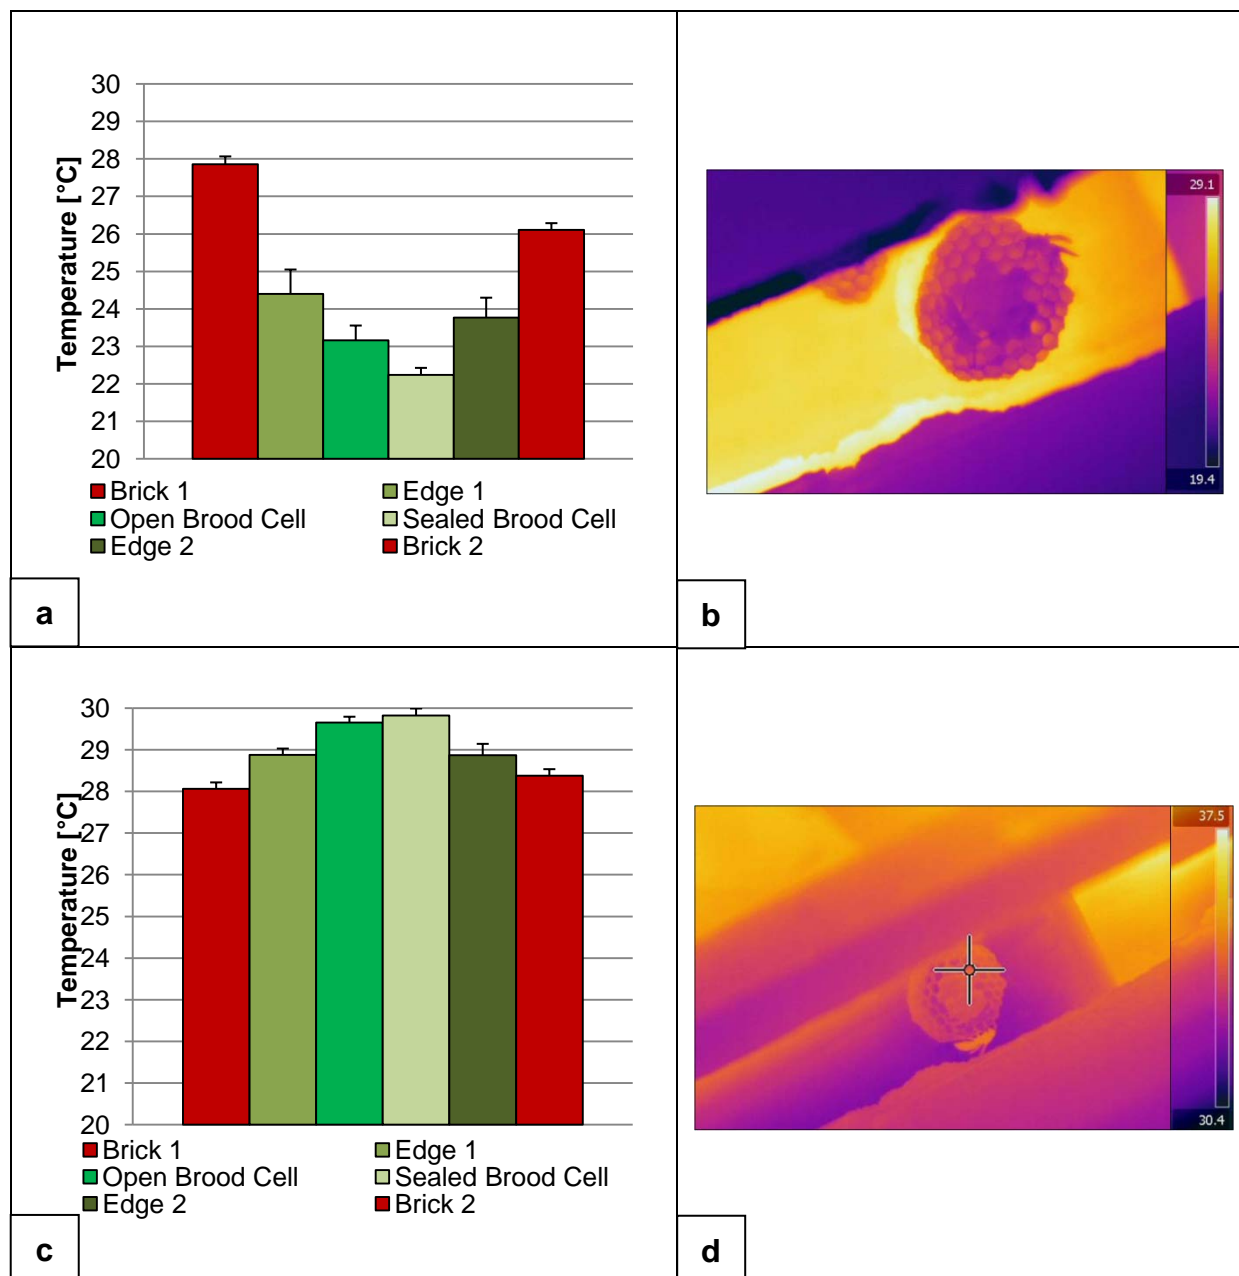 30
29
28
27
26
25
24
23
22
21
20
Temperature [°C]
Brick 1
Edge 1
Open Brood Cell
Sealed Brood Cell
Edge 2
Brick 2
a
29.1
19.4
b
30
29
28
27
26
25
24
23
22
21
20
Temperature [°C]
Brick 1
Edge 1
Open Brood Cell
Sealed Brood Cell
Edge 2
Brick 2
c
37.5
30.4
d